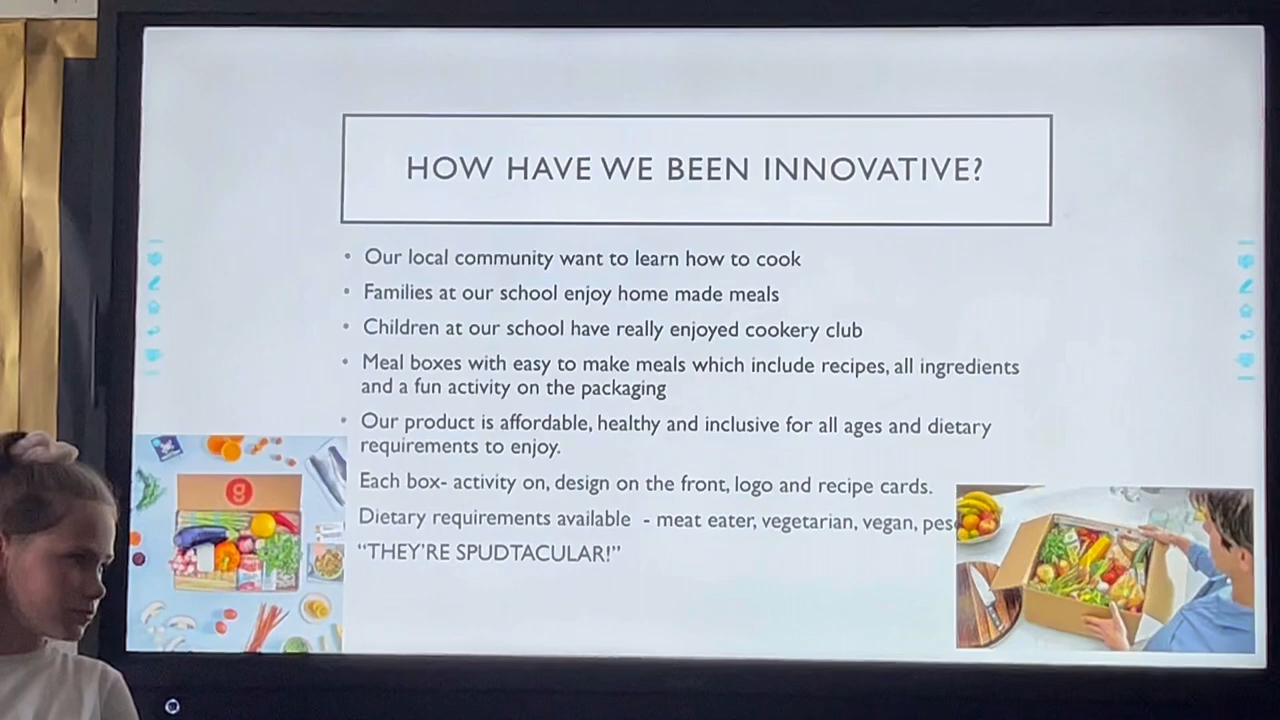 HOW HAVE WE BEEN INNOVATIVE?
• Our local community want to learn how to cook
• Families at our school enjoy home made meals
• Children at our school have really enjoyed cookery club
• Meal boxes with easy to make meals which include recipes, all ingredients
and a fun activity on the packaging
• Our product is affordable, healthy and inclusive for all ages and dietary
requirements to enjoy.
Each box- activity on, design on the front, logo and recipe cards.
Dietary requirements available - meat eater, vegetarian, vegan,
"THEY'RE SPUDTACULAR!"
g